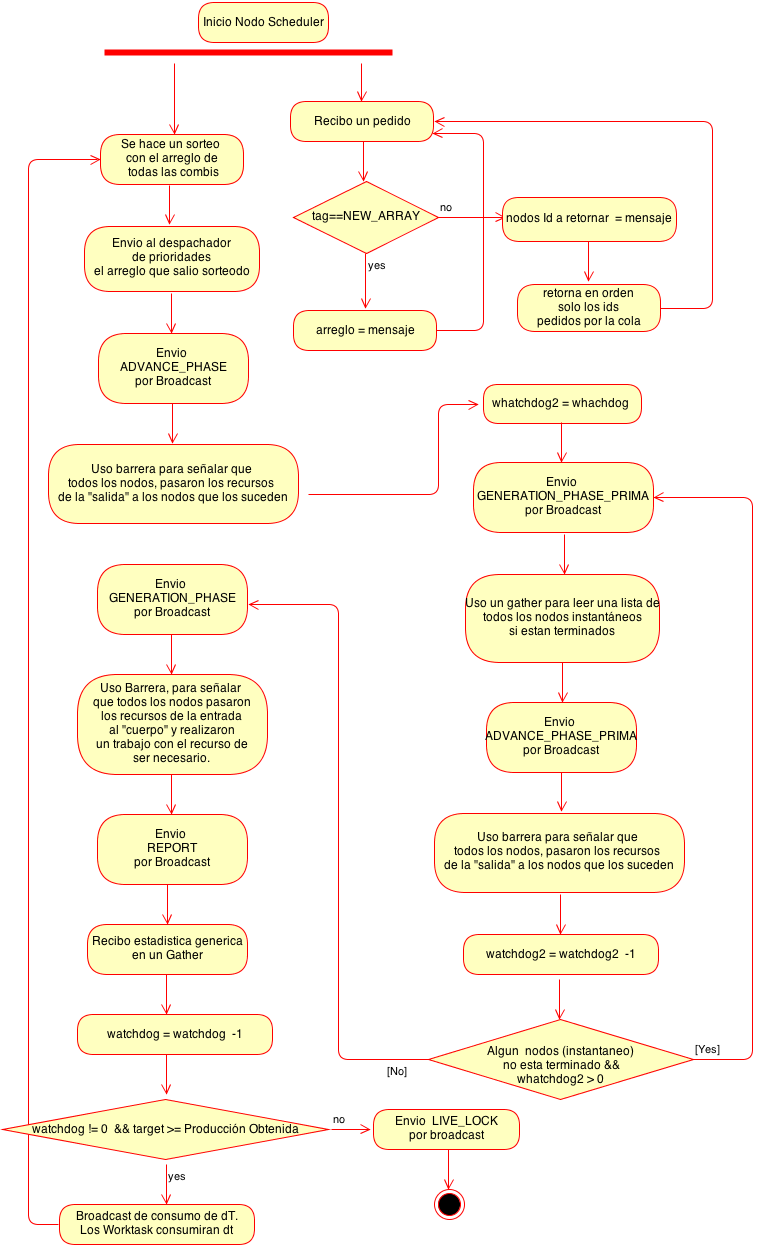 Inicio Nodo Scheduler
Recibo un pedido
tag==NEW_ARRAY
no
yes
nodos Id a retornar = mensaje
retorna en orden
solo los ids
pedidos por la cola
arreglo = mensaje
Se hace un sorteo
con el arreglo de
todas las combis
Envio al despachador
de prioridades
el arreglo que salio sorteodo
Envio
ADVANCE_PHASE
por Broadcast
Uso barrera para señalar que
todos los nodos, pasaron los recursos
de la "salida" a los nodos que los suceden
whatchdog2 = whachdog
Envio
GENERATION_PHASE_PRIMA
por Broadcast
Uso un gather para leer una lista de
todos los nodos instantáneos
si estan terminados
Envio
ADVANCE_PHASE_PRIMA
por Broadcast
Uso barrera para señalar que
todos los nodos, pasaron los recursos
de la "salida" a los nodos que los suceden
watchdog2 = watchdog2 -1
Algun nodos (instantaneo)
no esta terminado &&
whatchdog2 > 0
[Yes]
[No]
Envio
GENERATION_PHASE
por Broadcast
Uso Barrera, para señalar
que todos los nodos pasaron
los recursos de la entrada
al "cuerpo" y realizaron
un trabajo con el recurso de
ser necesario.
Envio
REPORT
por Broadcast
Recibo estadistica generica
en un Gather
watchdog = watchdog -1
watchdog != 0 && target >= Producción Obtenida
no
yes
Envio LIVE_LOCK
por broadcast
Broadcast de consumo de dT.
Los Worktask consumiran dt